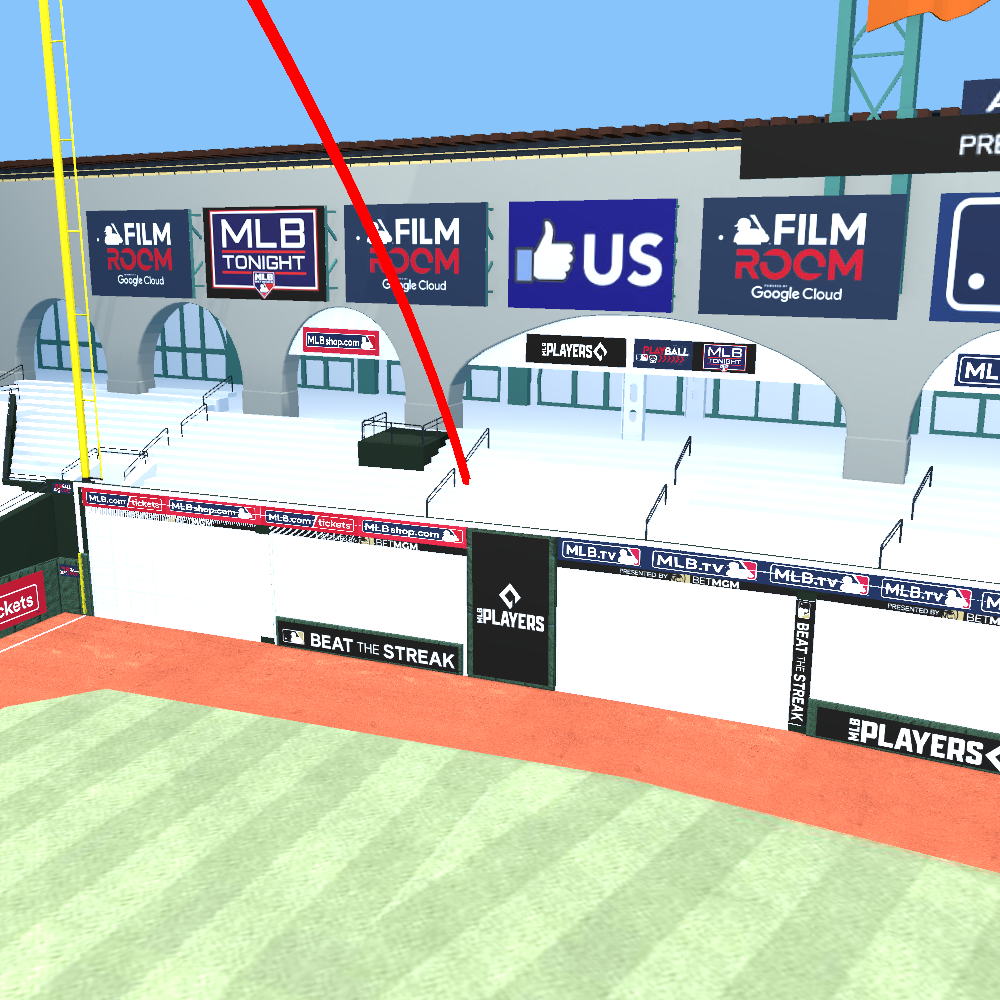 PRE
FILM
ROOM
Google Cloud
MLB
TONIGHT
MLB
FILM
ROOM
Google Cloud
US
FILM
ROOM
POWERED BY
Google Cloud
MLBshop.com
MLB PLAYERS
PLAY BALL
MLB
TONIGHT
ML
MLB.com/tickets
MLBshop.com
MLB.com/tickets
MLBshop.com
BETMGM
MLB.TV
MLB.TV
MLB.TV
MLB.TV
M
PRESENTED BY BETMGM
PRESENTED BY BETM
ckets
MLB PLAYERS
BEAT THE STREAK
BEAT THE STREAK
MLB PLAYERS